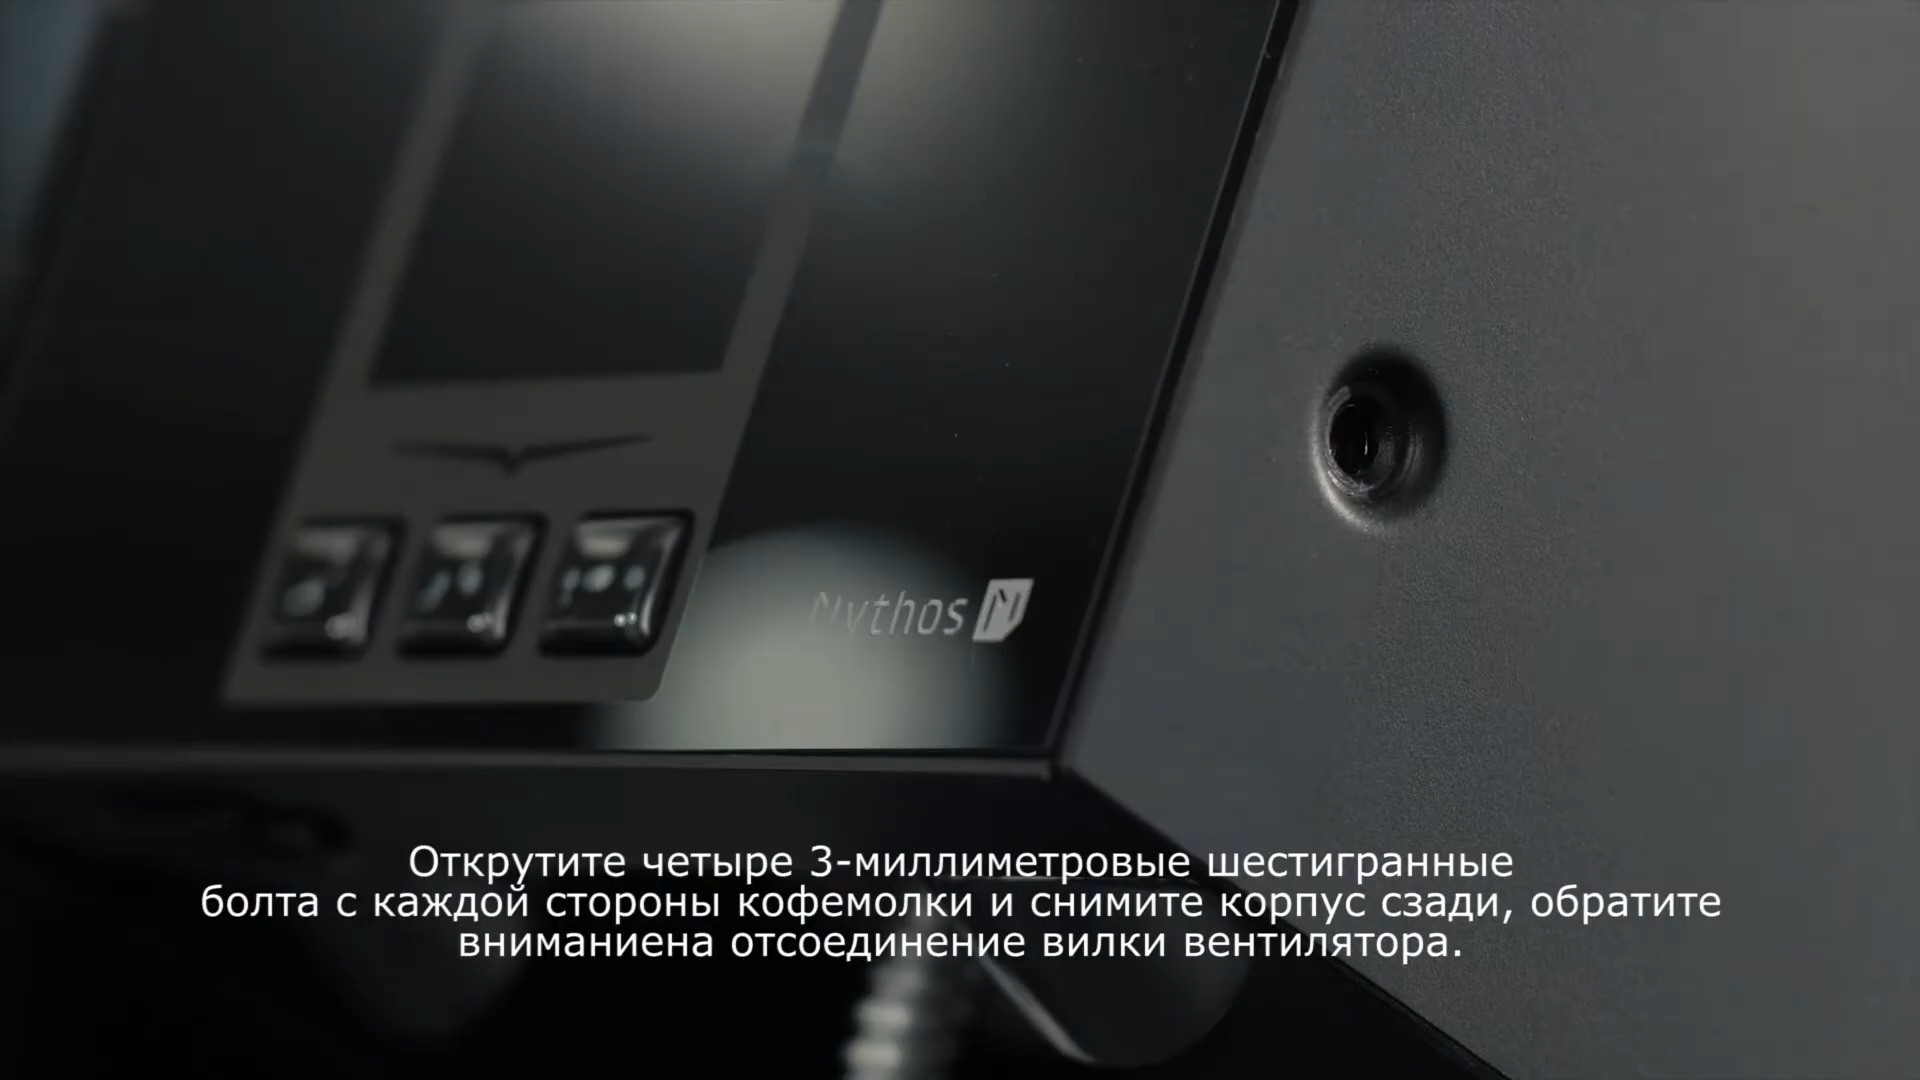 Mythos
Открутите четыре 3-миллиметровые шестигранные
болта с каждой стороны кофемолки и снимите корпус сзади, обратите
вниманиена отсоединение вилки вентилятора.